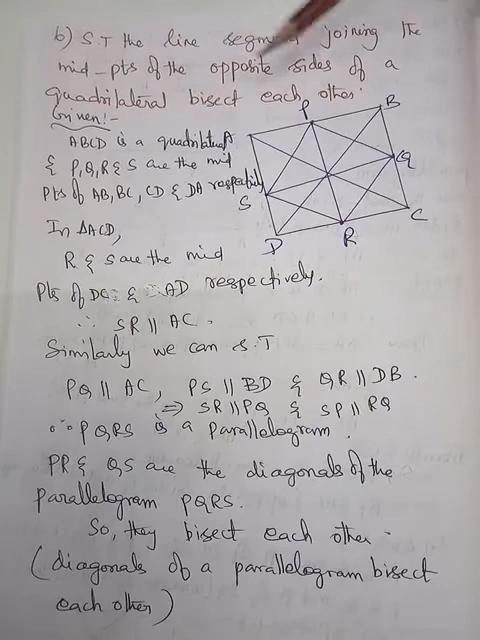 b) S.T the line segment joining the
mid-pts of the opposite sides of a
quadrilateral bisect each other.
Given:-
ABCD is a quadrilateral
& P,Q,R & S are the mid
Pts of AB, BC, CD & DA respectively
A
P
B
Q
C
R
D
S
In ΔACD,
R & S are the mid
Pts of DC & AD respectively.
∴ SR || AC.
Similarly we can S.T
PQ || AC, PS || BD & QR || DB.
⇒ SR || PQ & SP || RQ
∴ PQRS is a parallelogram.
PR & QS are the diagonals of the
parallelogram PQRS.
So, they bisect each other.
(diagonals of a parallelogram bisect
each other)